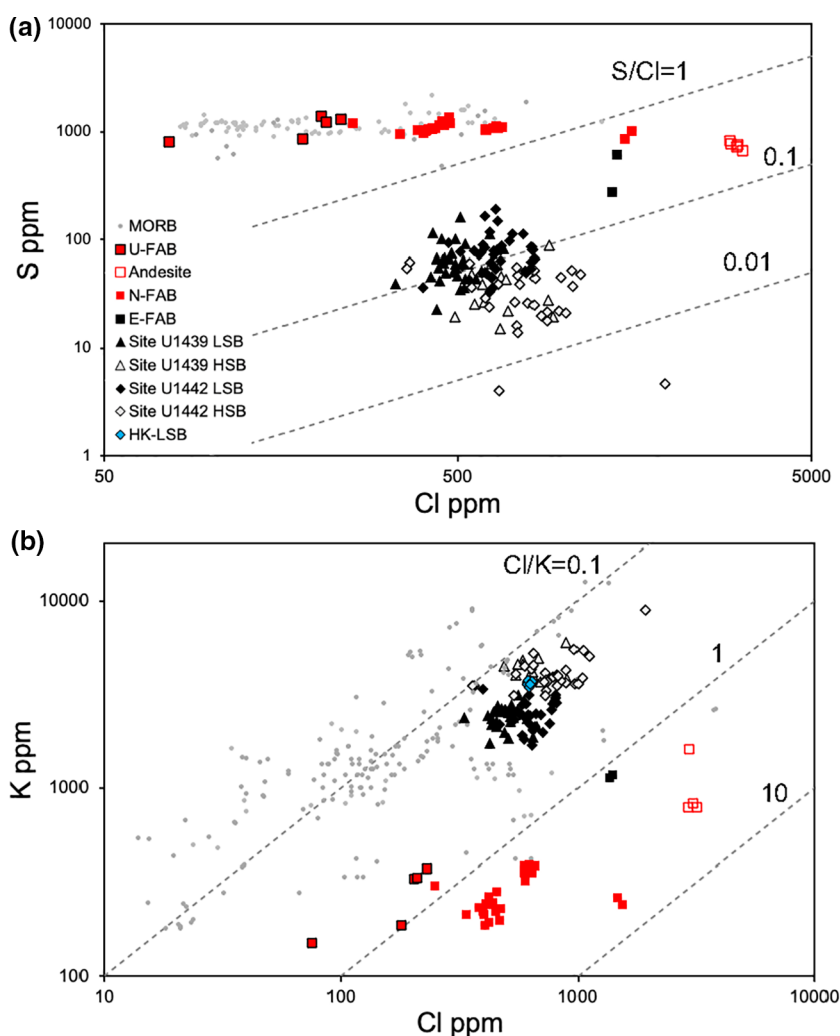 (a)
10000
1000
100
10
1
S ppm
S/Cl=1
0.1
0.01
MORB
U-FAB
Andesite
N-FAB
E-FAB
Site U1439 LSB
Site U1439 HSB
Site U1442 LSB
Site U1442 HSB
HK-LSB
50
500
5000
Cl ppm
(b)
10000
1000
100
K ppm
Cl/K=0.1
1
10
10
100
1000
10000
Cl ppm